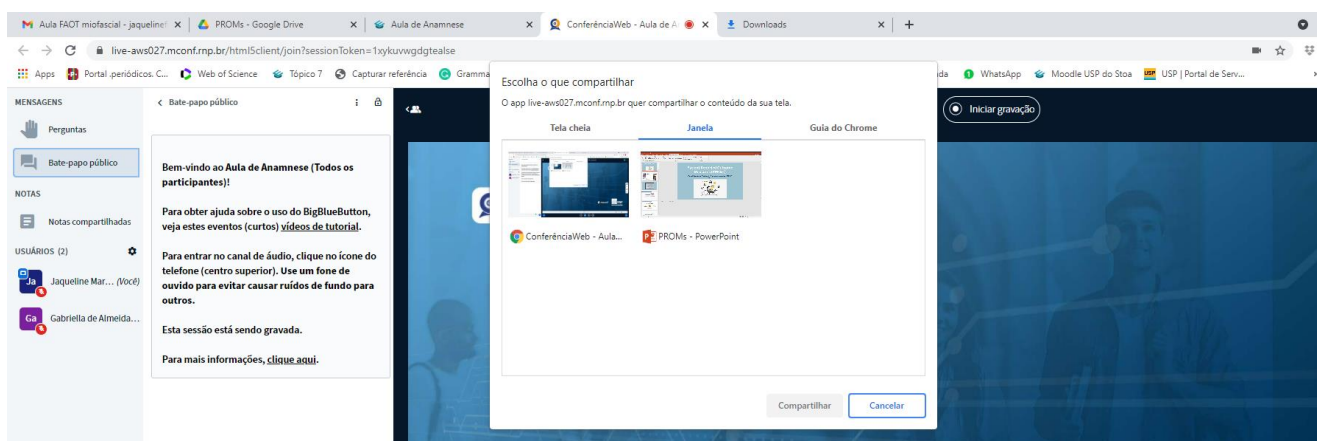 Aula FAOT miofascial - jaqueline
PROMs - Google Drive
Aula de Anamnese
ConferênciaWeb - Aula de A
Downloads
live-aws027.mconf.rnp.br/html5client/join?sessionToken=1xykuvwgdgtealse
Apps
Portal .periódicos. C...
Web of Science
Tópico 7
Capturar referência
Gramma
WhatsApp
Moodle USP do Stoa
USP | Portal de Serv...
MENSAGENS
Perguntas
Bate-papo público
NOTAS
Notas compartilhadas
USUÁRIOS (2)
Ja
Jaqueline Mar... (Você)
Ga
Gabriella de Almeida...
Bate-papo público
Bem-vindo ao Aula de Anamnese (Todos os
participantes)!
Para obter ajuda sobre o uso do BigBlueButton,
veja estes eventos (curtos) vídeos de tutorial.
Para entrar no canal de áudio, clique no ícone do
telefone (centro superior). Use um fone de
ouvido para evitar causar ruídos de fundo para
outros.
Esta sessão está sendo gravada.
Para mais informações, clique aqui.
Escolha o que compartilhar
O app live-aws027.mconf.rnp.br quer compartilhar o conteúdo da sua tela.
Tela cheia
Janela
Guia do Chrome
ConferênciaWeb - Aula...
PROMs - PowerPoint
Compartilhar
Cancelar
Iniciar gravação